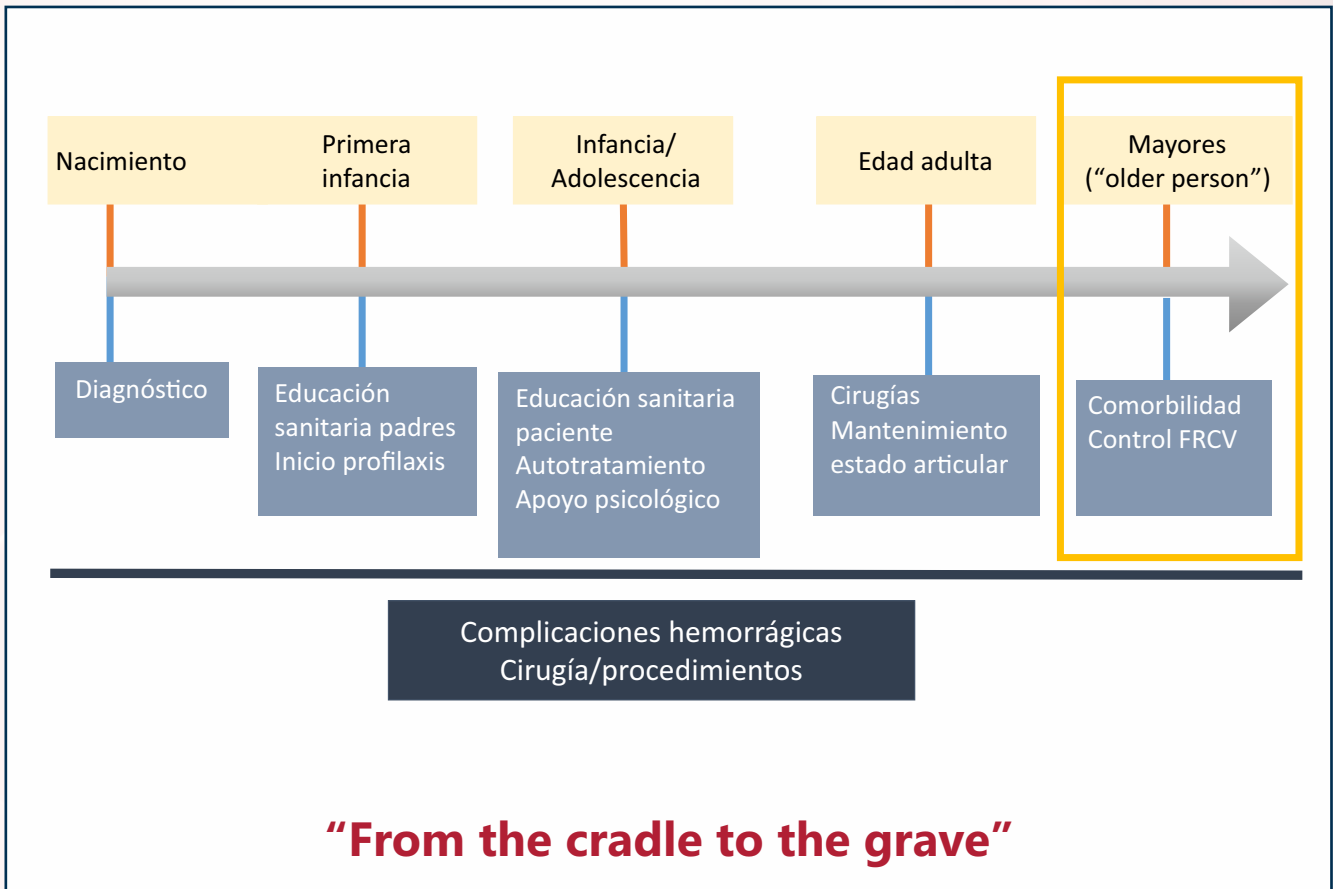 Nacimiento
Primera
infancia
Infancia/
Adolescencia
Edad adulta
Mayores
(“older person”)
Diagnóstico
Educación
sanitaria padres
Inicio profilaxis
Educación sanitaria
paciente
Autotratamiento
Apoyo psicológico
Cirugías
Mantenimiento
estado articular
Comorbilidad
Control FRCV
Complicaciones hemorrágicas
Cirugía/procedimientos
“From the cradle to the grave”